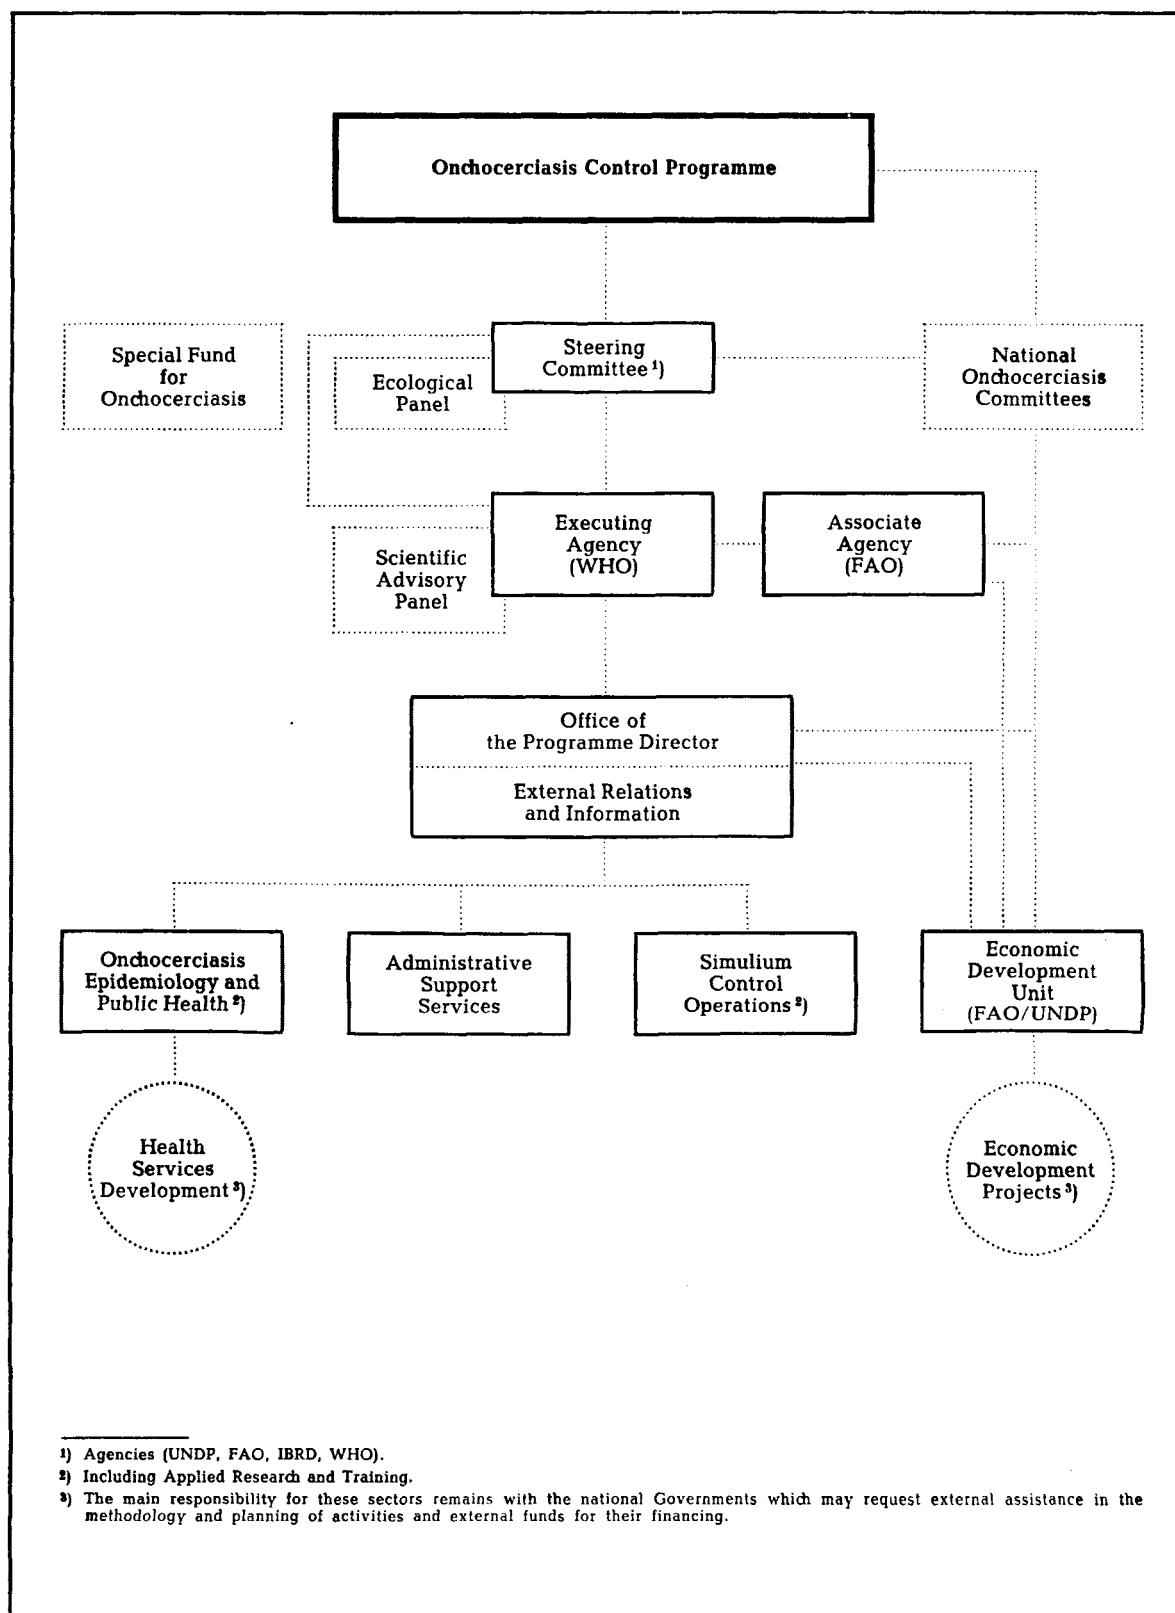 Onchocerciasis Control Programme
Special Fund
for
Onchocerciasis
Steering
Committee ¹)
Ecological
Panel
National
Onchocerciasis
Committees
Executing
Agency
(WHO)
Associate
Agency
(FAO)
Scientific
Advisory
Panel
Office of
the Programme Director
External Relations
and Information
Onchocerciasis
Epidemiology and
Public Health ²)
Administrative
Support
Services
Simulium
Control
Operations ²)
Economic
Development
Unit
(FAO/UNDP)
Health
Services
Development ³)
Economic
Development
Projects ³)
¹) Agencies (UNDP, FAO, IBRD, WHO).
²) Including Applied Research and Training.
³) The main responsibility for these sectors remains with the national Governments which may request external assistance in the
methodology and planning of activities and external funds for their financing.